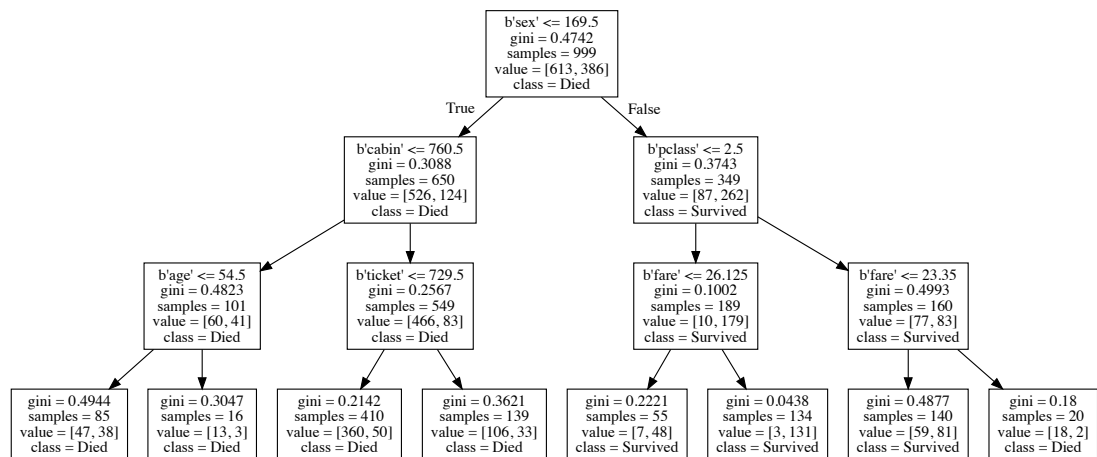 b'sex' <= 169.5
gini = 0.4742
samples = 999
value = [613, 386]
class = Died
True
False
b'cabin' <= 760.5
gini = 0.3088
samples = 650
value = [526, 124]
class = Died
b'pclass' <= 2.5
gini = 0.3743
samples = 349
value = [87, 262]
class = Survived
b'age' <= 54.5
gini = 0.4823
samples = 101
value = [60, 41]
class = Died
b'ticket' <= 729.5
gini = 0.2567
samples = 549
value = [466, 83]
class = Died
b'fare' <= 26.125
gini = 0.1002
samples = 189
value = [10, 179]
class = Survived
b'fare' <= 23.35
gini = 0.4993
samples = 160
value = [77, 83]
class = Survived
gini = 0.4944
samples = 85
value = [47, 38]
class = Died
gini = 0.3047
samples = 16
value = [13, 3]
class = Died
gini = 0.2142
samples = 410
value = [360, 50]
class = Died
gini = 0.3621
samples = 139
value = [106, 33]
class = Died
gini = 0.2221
samples = 55
value = [7, 48]
class = Survived
gini = 0.0438
samples = 134
value = [3, 131]
class = Survived
gini = 0.4877
samples = 140
value = [59, 81]
class = Survived
gini = 0.18
samples = 20
value = [18, 2]
class = Died